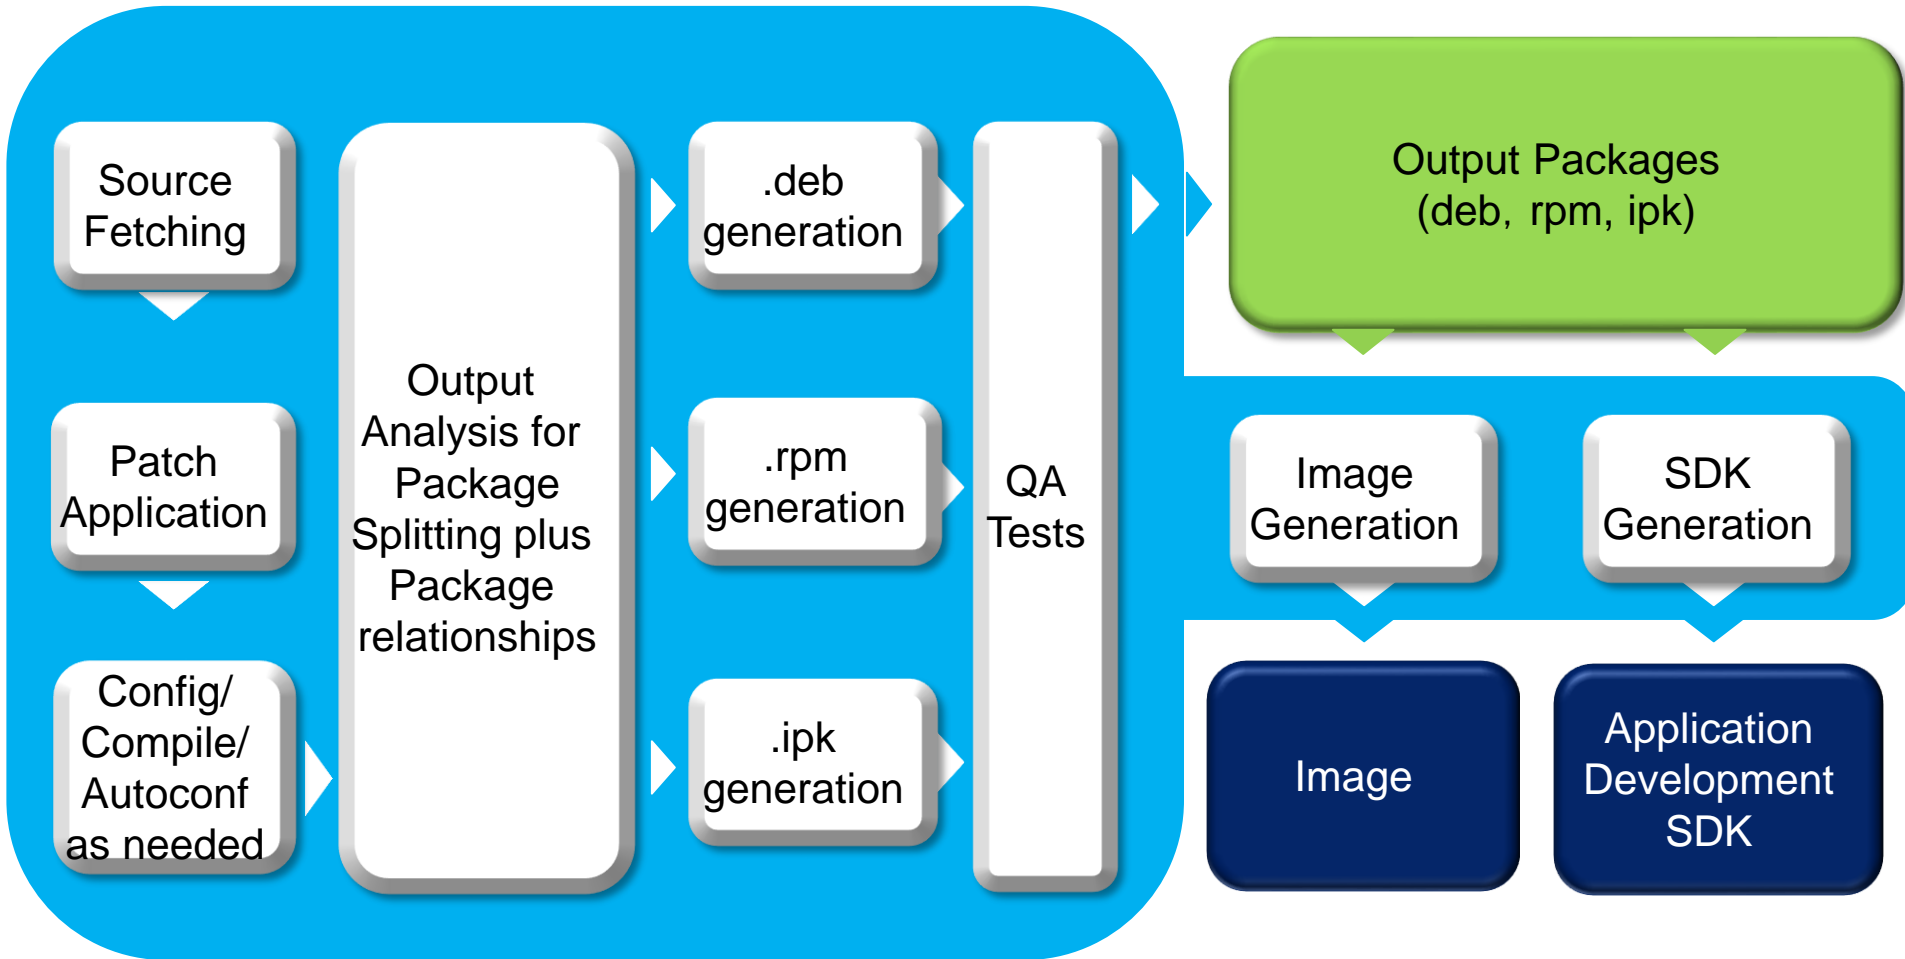 Source
Fetching
Patch
Application
Config/
Compile/
Autoconf
as needed
Output
Analysis for
Package
Splitting plus
Package
relationships
.deb
generation
.rpm
generation
.ipk
generation
QA
Tests
Output Packages
(deb, rpm, ipk)
Image
Generation
SDK
Generation
Image
Application
Development
SDK